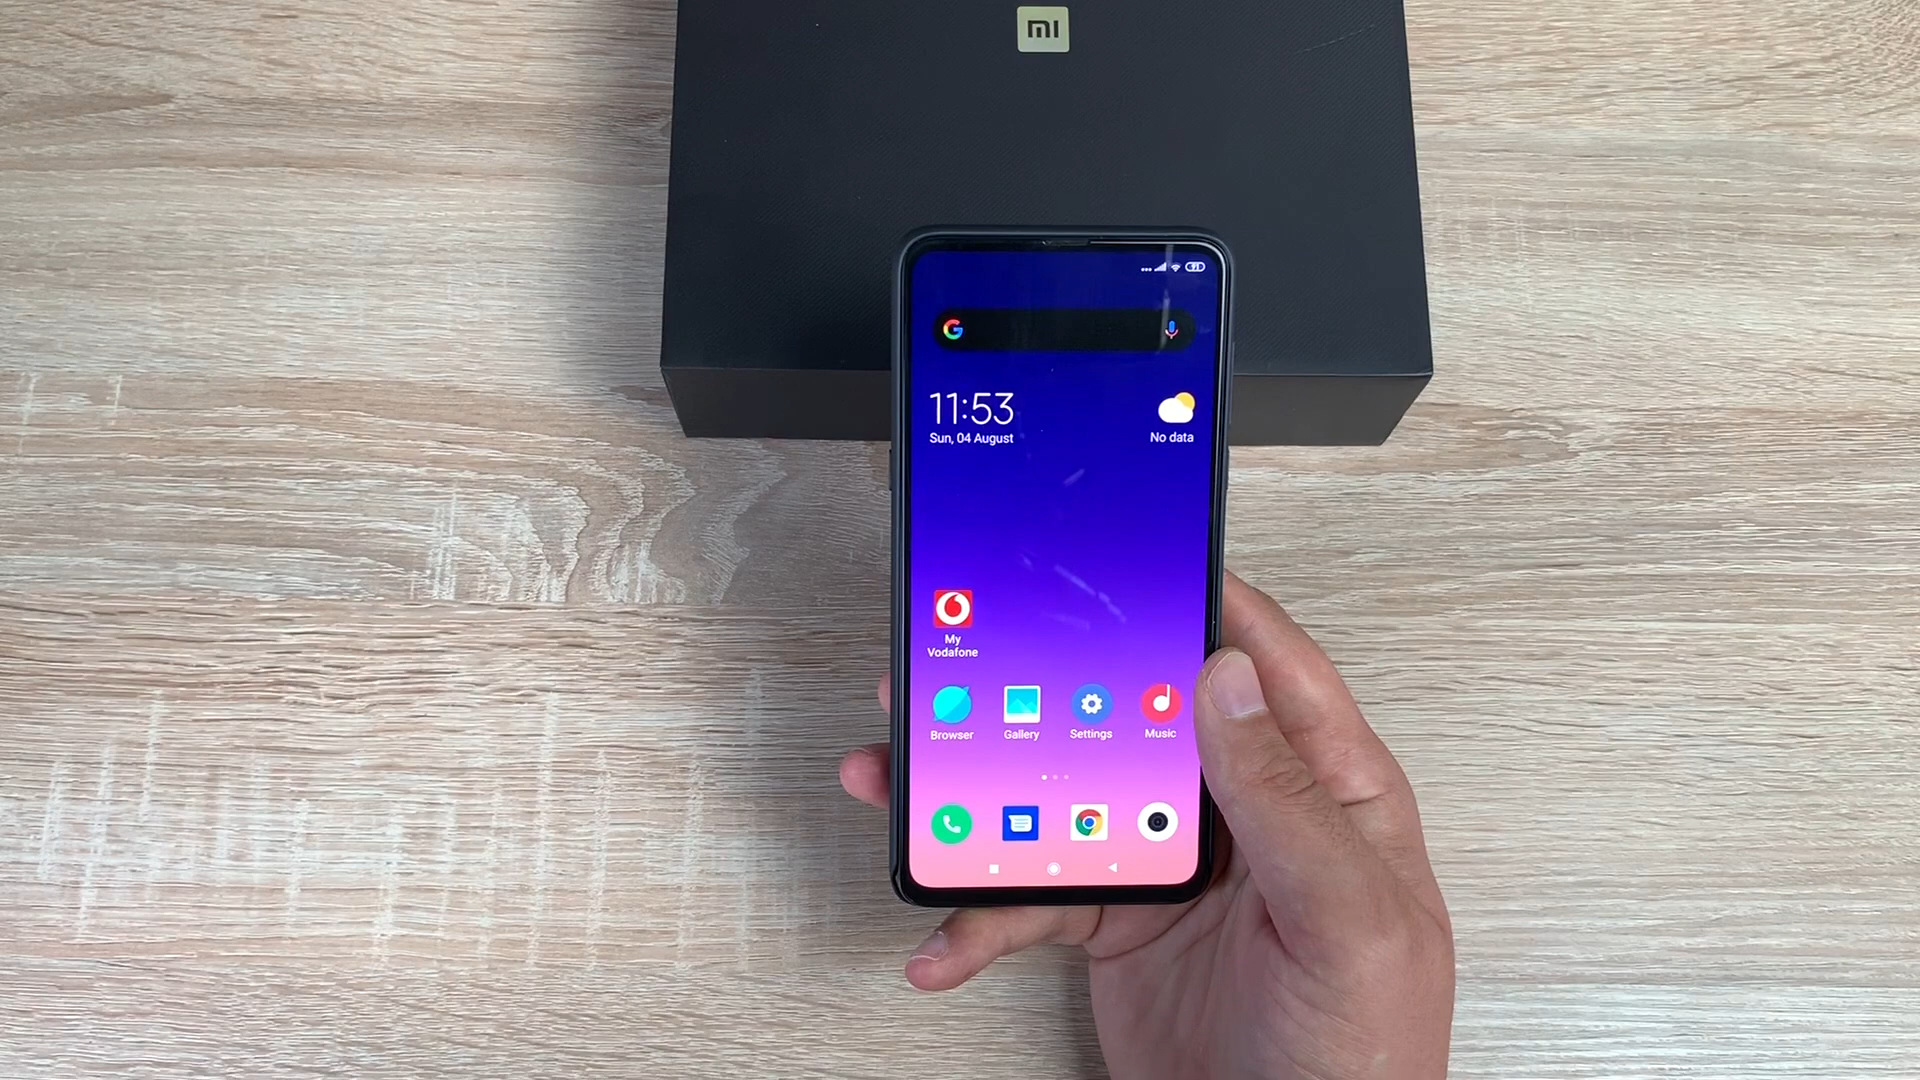 mi
11:53
Sun, 04 August
No data
My
Vodafone
Browser
Gallery
Settings
Music